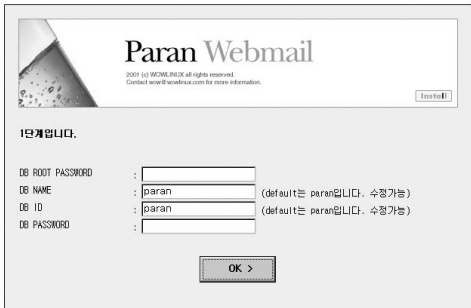 Paran Webmail
2001 (c) WOWLINUX all rights reserved.
Contact wow@wowlinux.com for more information.
Install
1단계입니다.
DB ROOT PASSWORD :
DB NAME : paran (default는 paran입니다. 수정가능)
DB ID : paran (default는 paran입니다. 수정가능)
DB PASSWORD :
OK >